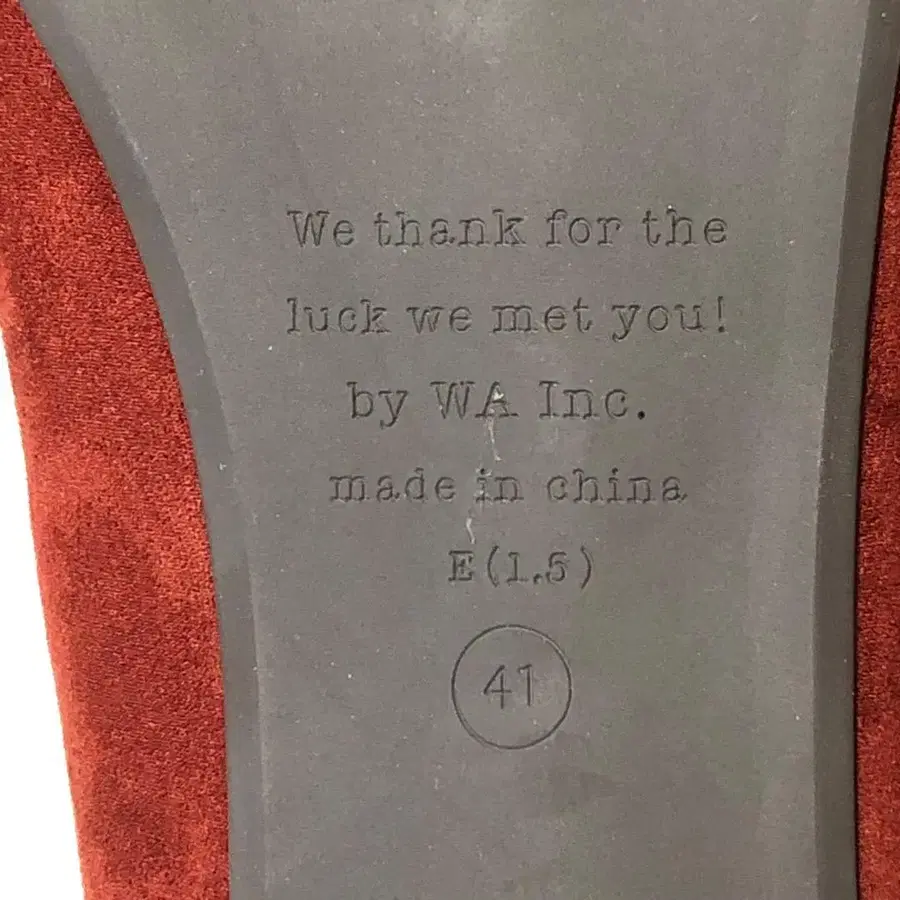 We thank for the
luck we met you!
by WA Inc.
made in china
E(1.5)
41